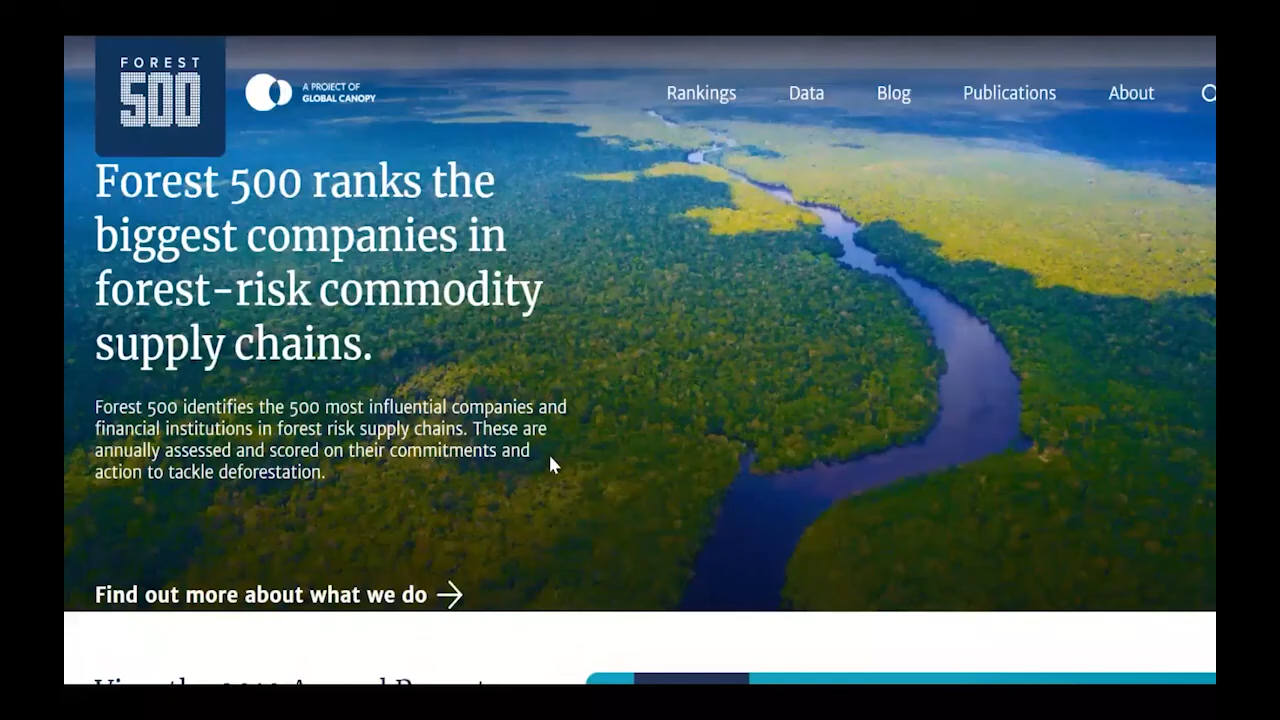 FOREST
500
A PROJECT OF
GLOBAL CANOPY
Rankings Data Blog Publications About
Forest 500 ranks the
biggest companies in
forest-risk commodity
supply chains.
Forest 500 identifies the 500 most influential companies and
financial institutions in forest risk supply chains. These are
annually assessed and scored on their commitments and
action to tackle deforestation.
Find out more about what we do